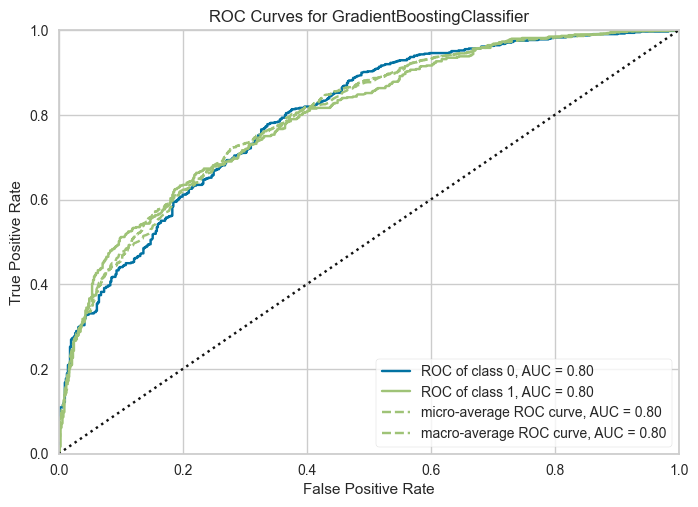 ROC Curves for GradientBoostingClassifier
1.0
0.8
0.6
0.4
0.2
0.0
True Positive Rate
ROC of class 0, AUC = 0.80
ROC of class 1, AUC = 0.80
micro-average ROC curve, AUC = 0.80
macro-average ROC curve, AUC = 0.80
0.0 0.2 0.4 0.6 0.8 1.0
False Positive Rate